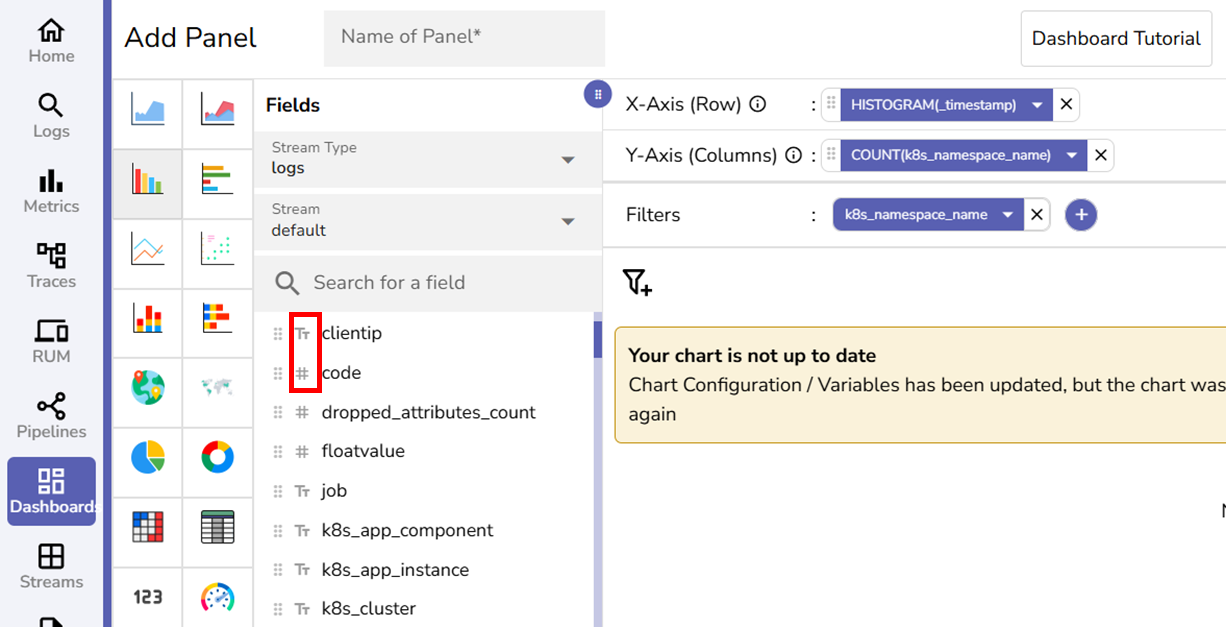 Home
Logs
Metrics
Traces
RUM
Pipelines
Dashboards
Streams
Add Panel
Name of Panel*
Dashboard Tutorial
123
Fields
Stream Type
logs
Stream
default
Search for a field
Tт clientip
# code
# dropped_attributes_count
# floatvalue
Tт job
Tт k8s_app_component
Tт k8s_app_instance
Tт k8s_cluster
X-Axis (Row) : HISTOGRAM(_timestamp)
Y-Axis (Columns) : COUNT(k8s_namespace_name)
Filters : k8s_namespace_name
Your chart is not up to date
Chart Configuration / Variables has been updated, but the chart was
again